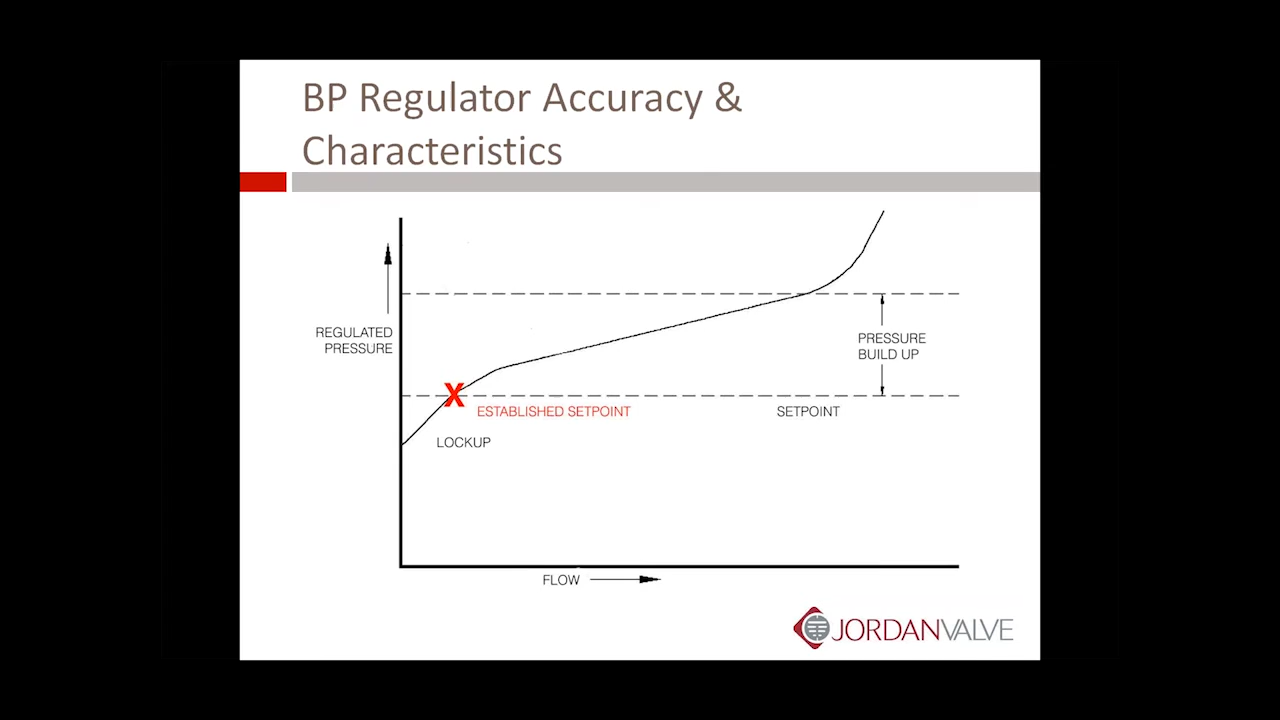 BP Regulator Accuracy &
Characteristics
REGULATED
PRESSURE
PRESSURE
BUILD UP
X
ESTABLISHED SETPOINT
SETPOINT
LOCKUP
FLOW
JORDANVALVE